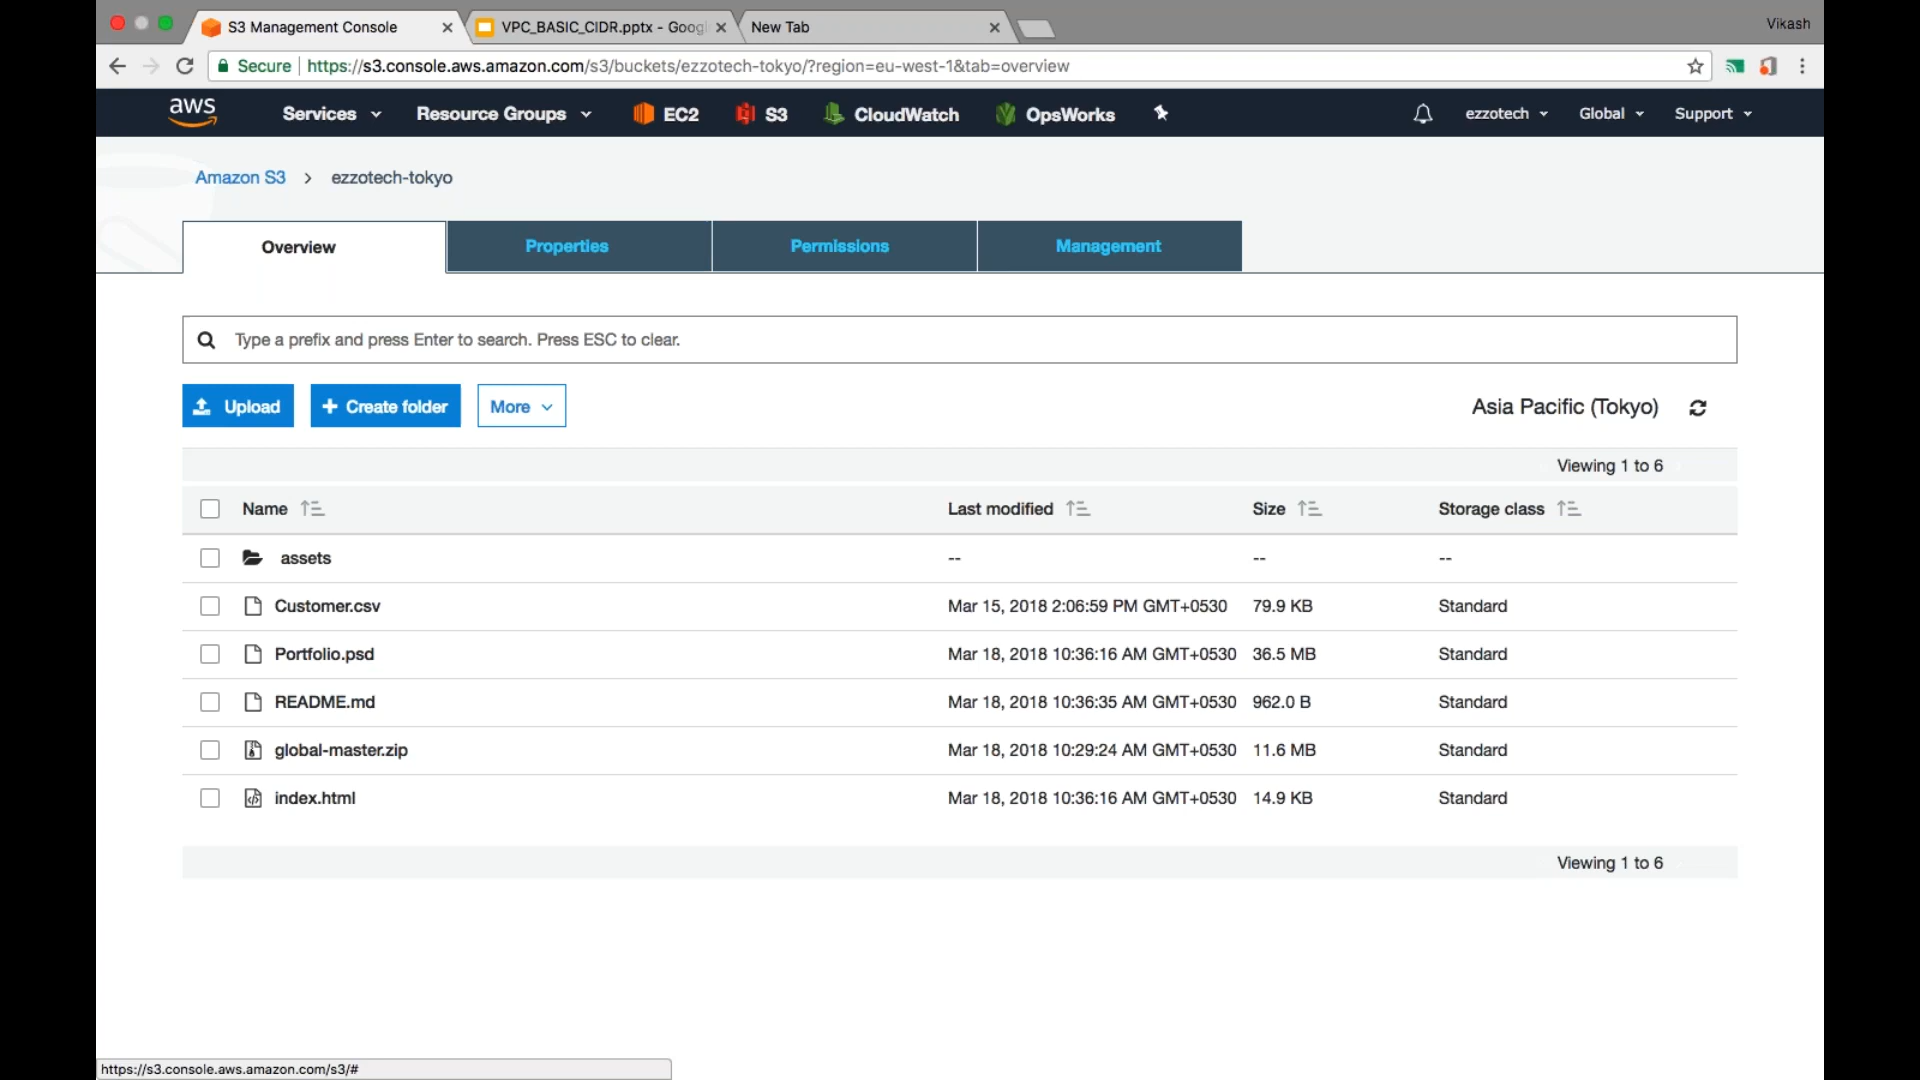 S3 Management Console
VPC_BASIC_CIDR.pptx - Goog
New Tab
Vikash
Secure https://s3.console.aws.amazon.com/s3/buckets/ezzotech-tokyo/?region=eu-west-1&tab=overview
aws Services Resource Groups EC2 S3 CloudWatch OpsWorks ezzotech Global Support
Amazon S3 > ezzotech-tokyo
Overview Properties Permissions Management
Type a prefix and press Enter to search. Press ESC to clear.
Upload + Create folder More Asia Pacific (Tokyo)
Viewing 1 to 6
Name Last modified Size Storage class
assets -- -- --
Customer.csv Mar 15, 2018 2:06:59 PM GMT+0530 79.9 KB Standard
Portfolio.psd Mar 18, 2018 10:36:16 AM GMT+0530 36.5 MB Standard
README.md Mar 18, 2018 10:36:35 AM GMT+0530 962.0 B Standard
global-master.zip Mar 18, 2018 10:29:24 AM GMT+0530 11.6 MB Standard
index.html Mar 18, 2018 10:36:16 AM GMT+0530 14.9 KB Standard
Viewing 1 to 6
https://s3.console.aws.amazon.com/s3/#